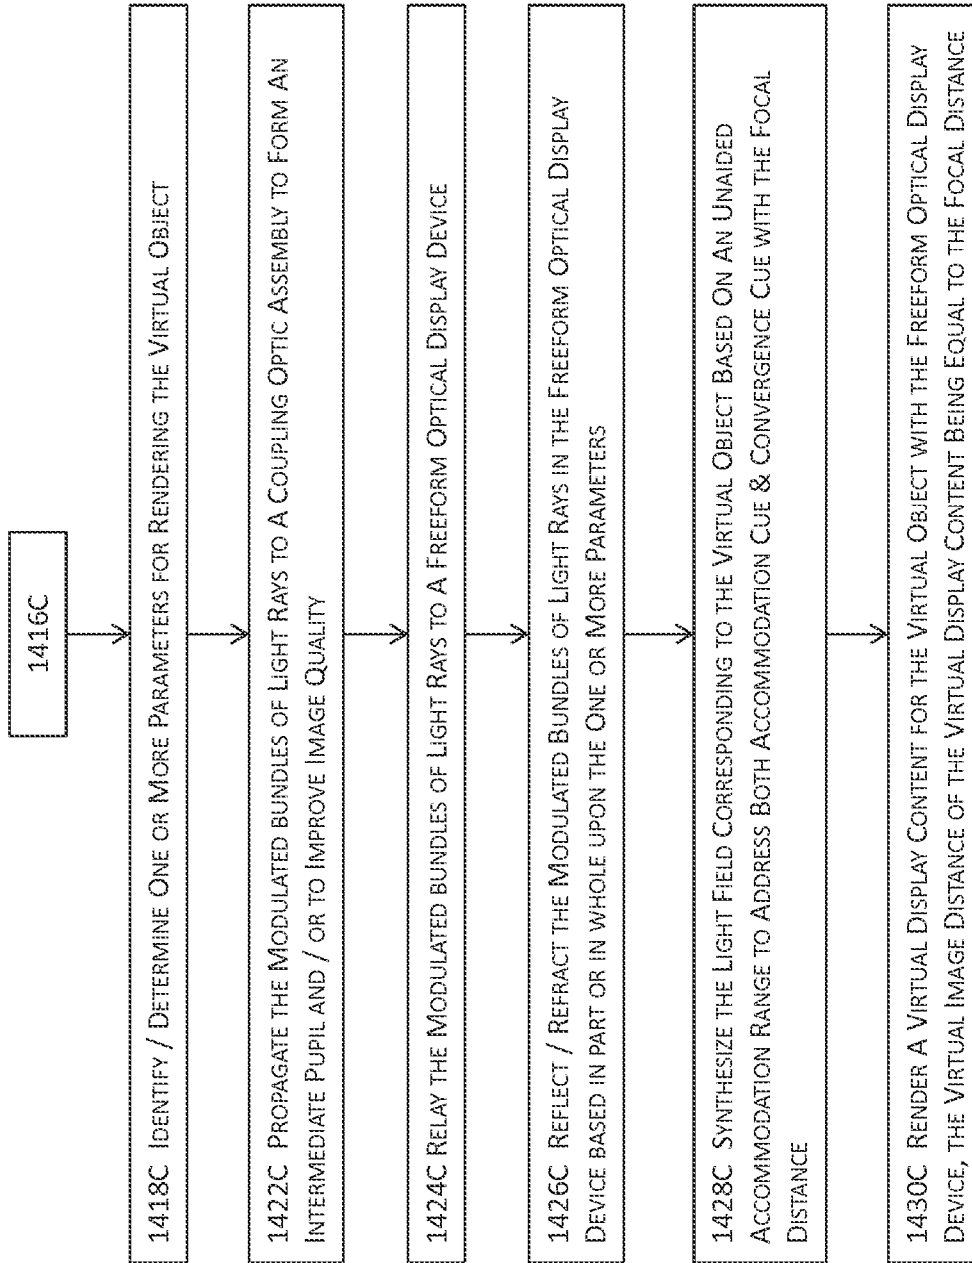 1416C
1418C IDENTIFY / DETERMINE ONE OR MORE PARAMETERS FOR RENDERING THE VIRTUAL OBJECT
1422C PROPAGATE THE MODULATED BUNDLES OF LIGHT RAYS TO A COUPLING OPTIC ASSEMBLY TO FORM AN
INTERMEDIATE PUPIL AND / OR TO IMPROVE IMAGE QUALITY
1424C RELAY THE MODULATED BUNDLES OF LIGHT RAYS TO A FREEFORM OPTICAL DISPLAY DEVICE
1426C REFLECT / REFRACT THE MODULATED BUNDLES OF LIGHT RAYS IN THE FREEFORM OPTICAL DISPLAY
DEVICE BASED IN PART OR IN WHOLE UPON THE ONE OR MORE PARAMETERS
1428C SYNTHESIZE THE LIGHT FIELD CORRESPONDING TO THE VIRTUAL OBJECT BASED ON AN UNAIDED
ACCOMMODATION RANGE TO ADDRESS BOTH ACCOMMODATION CUE & CONVERGENCE CUE WITH THE FOCAL
DISTANCE
1430C RENDER A VIRTUAL DISPLAY CONTENT FOR THE VIRTUAL OBJECT WITH THE FREEFORM OPTICAL DISPLAY
DEVICE, THE VIRTUAL IMAGE DISTANCE OF THE VIRTUAL DISPLAY CONTENT BEING EQUAL TO THE FOCAL DISTANCE